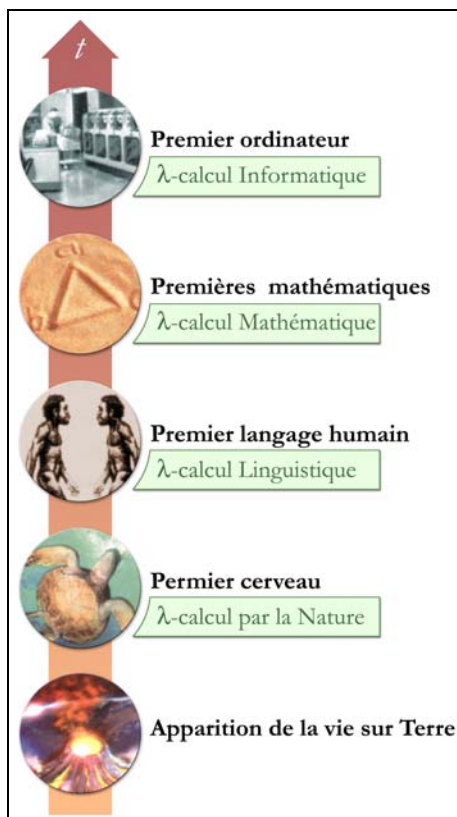 t
Premier ordinateur
λ-calcul Informatique
Premières mathématiques
λ-calcul Mathématique
Premier langage humain
λ-calcul Linguistique
Permier cerveau
λ-calcul par la Nature
Apparition de la vie sur Terre